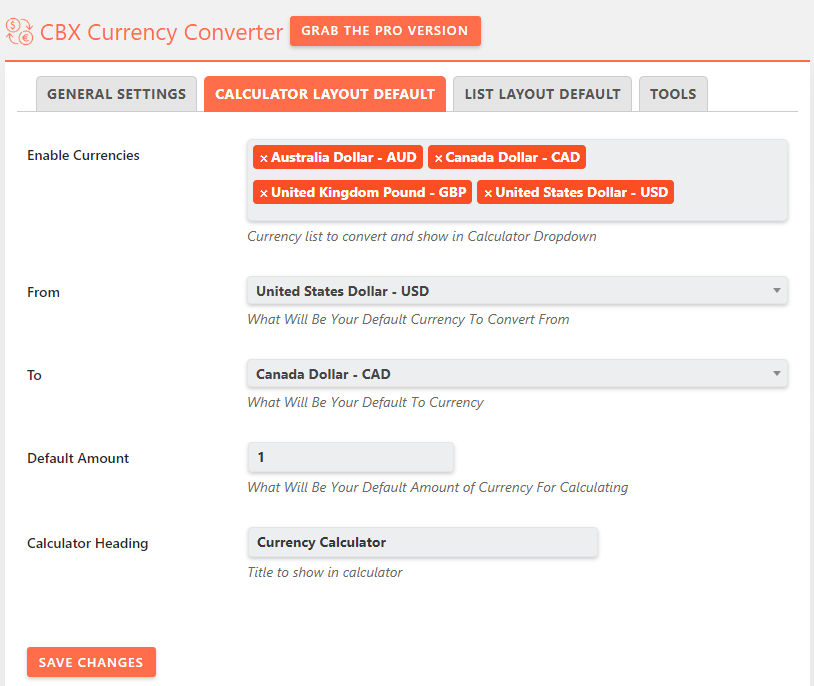 CBX Currency Converter GRAB THE PRO VERSION
GENERAL SETTINGS CALCULATOR LAYOUT DEFAULT LIST LAYOUT DEFAULT TOOLS
Enable Currencies
× Australia Dollar - AUD × Canada Dollar - CAD
× United Kingdom Pound - GBP × United States Dollar - USD
Currency list to convert and show in Calculator Dropdown
From
United States Dollar - USD
What Will Be Your Default Currency To Convert From
To
Canada Dollar - CAD
What Will Be Your Default To Currency
Default Amount
1
What Will Be Your Default Amount of Currency For Calculating
Calculator Heading
Currency Calculator
Title to show in calculator
SAVE CHANGES